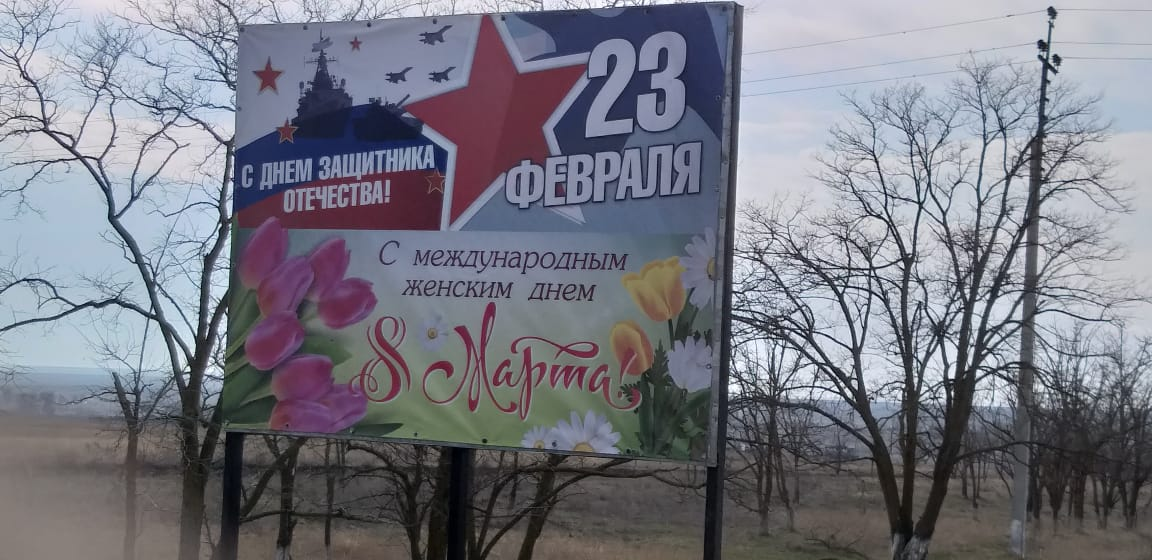 23
ФЕВРАЛЯ
С ДНЕМ ЗАЩИТНИКА
ОТЕЧЕСТВА!
С международным
женским днем
8 Марта!